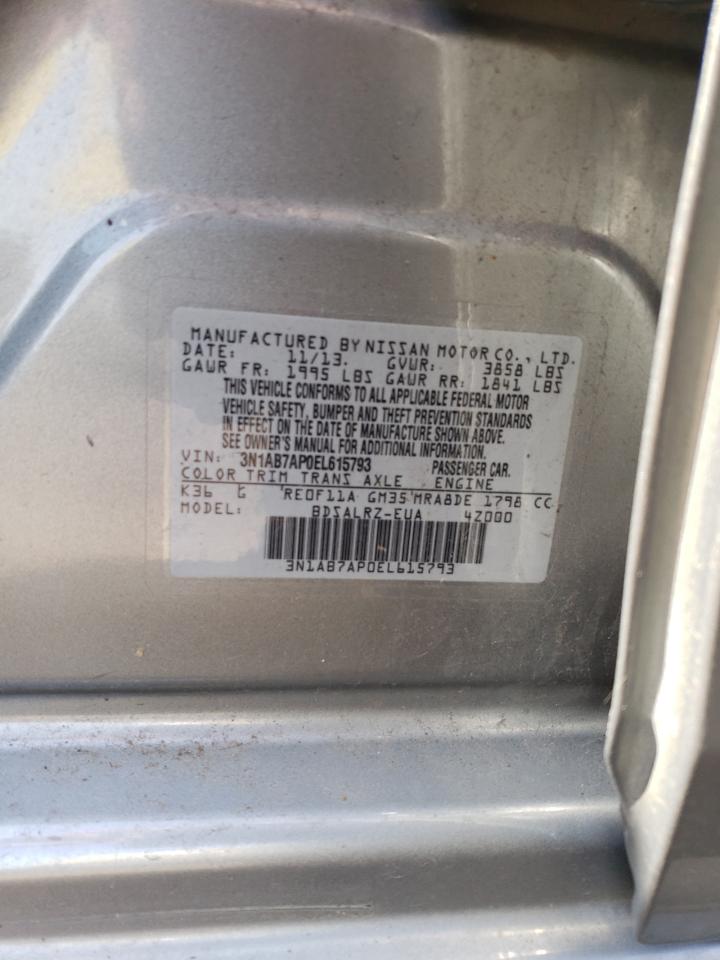 MANUFACTURED BY NISSAN MOTOR CO., LTD.
DATE: 11/13. GVWR: 3858 LBS
GAWR FR: 1995 LBS GAWR RR: 1841 LBS
THIS VEHICLE CONFORMS TO ALL APPLICABLE FEDERAL MOTOR
VEHICLE SAFETY, BUMPER AND THEFT PREVENTION STANDARDS
IN EFFECT ON THE DATE OF MANUFACTURE SHOWN ABOVE.
SEE OWNER'S MANUAL FOR ADDITIONAL INFORMATION.
VIN: 3N1AB7AP0EL615793 PASSENGER CAR.
COLOR TRIM TRANS AXLE ENGINE
K36 G RE0F11A GM35 MRA8DE 1798 CC
MODEL: BDSALRZ-EUA 4Z000
3N1AB7AP0EL615793